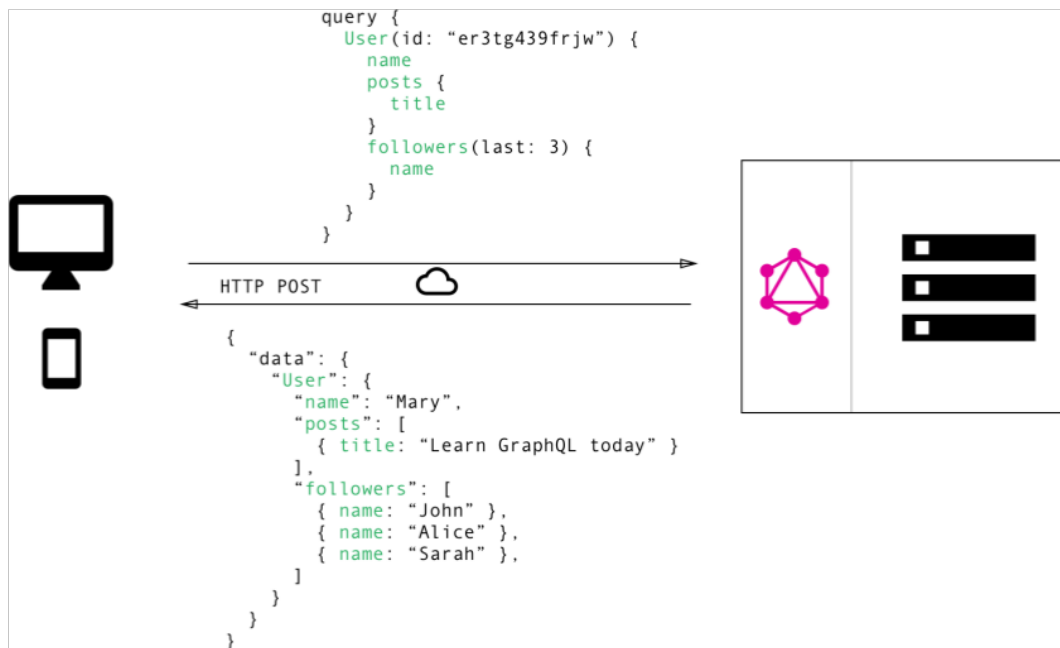 query {
User(id: “er3tg439frjw”) {
name
posts {
title
}
followers(last: 3) {
name
}
}
}
HTTP POST
{
“data”: {
“User”: {
“name”: “Mary”,
“posts”: [
{ title: “Learn GraphQL today” }
],
“followers”: [
{ name: “John” },
{ name: “Alice” },
{ name: “Sarah” },
]
}
}
}